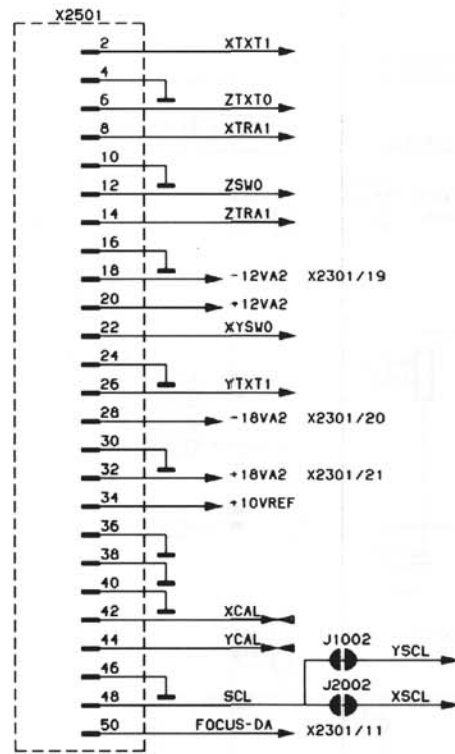 X2501
2 XTXT1
4
6 ZTXT0
8 XTRA1
10
12 ZSW0
14 ZTRA1
16
18 -12VA2 X2301/19
20 +12VA2
22 XYSW0
24
26 YTXT1
28 -18VA2 X2301/20
30
32 +18VA2 X2301/21
34 +10VREF
36
38
40
42 XCAL
44 YCAL
J1002 YSCL
46
J2002
48 SCL XSCL
50 FOCUS-DA X2301/11